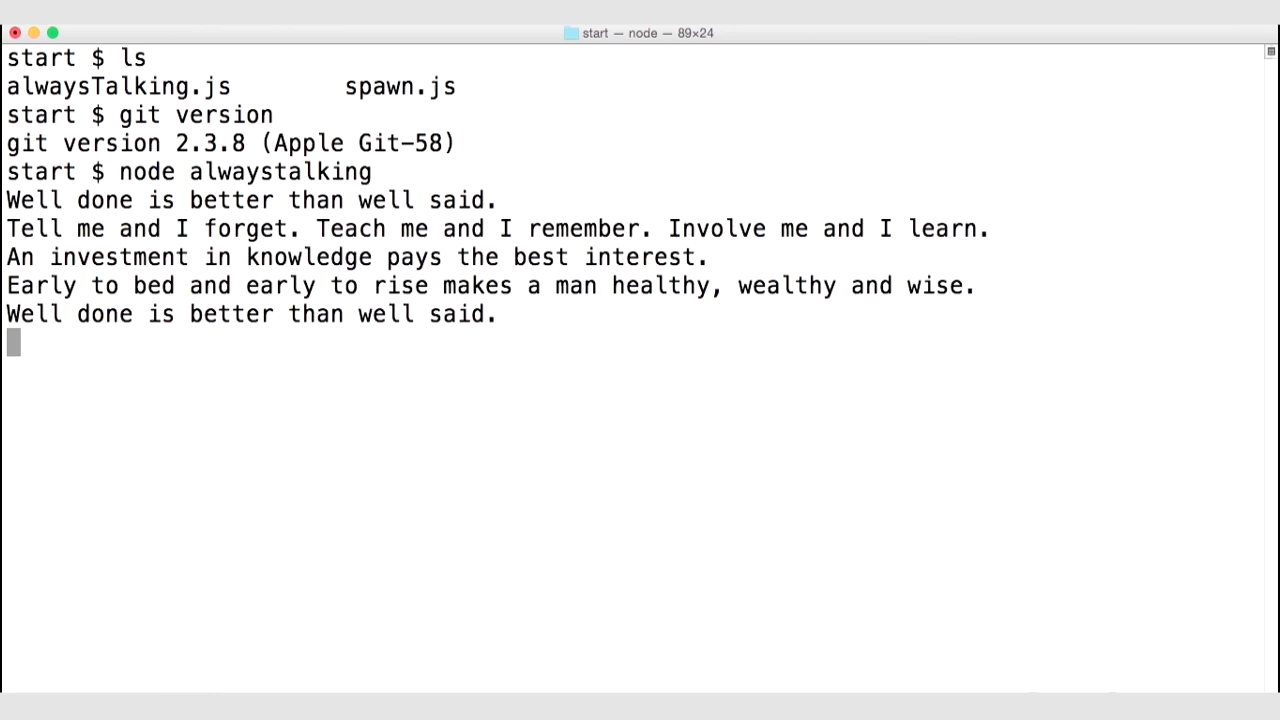 start — node — 89×24
start $ ls
alwaysTalking.js spawn.js
start $ git version
git version 2.3.8 (Apple Git-58)
start $ node alwaystalking
Well done is better than well said.
Tell me and I forget. Teach me and I remember. Involve me and I learn.
An investment in knowledge pays the best interest.
Early to bed and early to rise makes a man healthy, wealthy and wise.
Well done is better than well said.